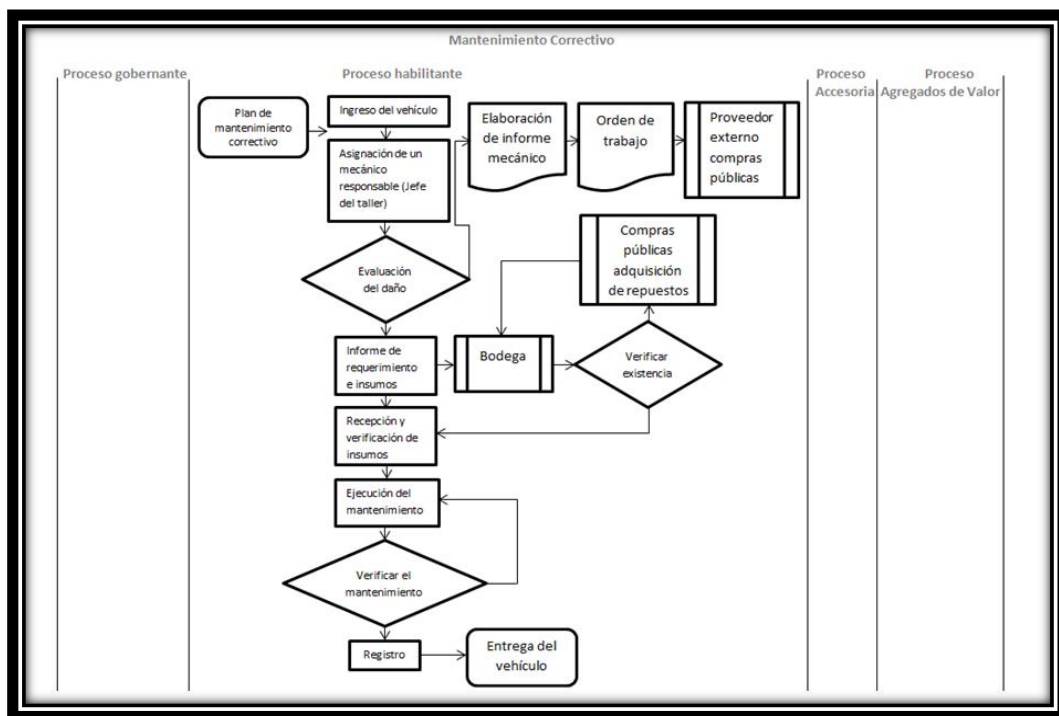 Mantenimiento Correctivo
Proceso gobernante
Proceso habilitante
Proceso
Accesoria
Proceso
Agregados de Valor
Plan de
mantenimiento
correctivo
Ingreso del vehículo
Asignación de un
mecánico
responsable (Jefe
del taller)
Elaboración
de informe
mecánico
Orden de
trabajo
Proveedor
externo
compras
públicas
Evaluación
del daño
Compras
públicas
adquisición
de repuestos
Informe de
requerimiento
e insumos
Bodega
Verificar
existencia
Recepción y
verificación de
insumos
Ejecución del
mantenimiento
Verificar el
mantenimiento
Registro
Entrega del
vehículo